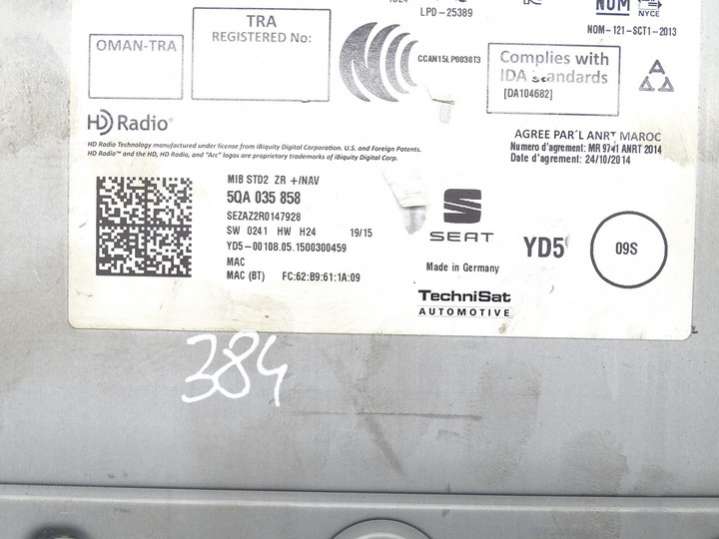 LPD-25389
NOM
NYCE
NOM-121-SCT1-2013
OMAN-TRA
TRA
REGISTERED No:
CCAN15LP0030T3
Complies with
IDA standards
[DA104682]
HD Radio®
HD Radio Technology manufactured under license from iBiquity Digital Corporation. U.S. and Foreign Patents.
HD Radio™ and the HD, HD Radio, and "Arc" logos are proprietary trademarks of iBiquity Digital Corp.
AGREE PAR'L ANRT MAROC
Numero d'agrement: MR 9741 ANRT 2014
Date d'agrement: 24/10/2014
MIB STD2 ZR +/NAV
5QA 035 858
SEZAZ2R0147928
SW 0241 HW H24 19/15
YD5-00108.05.1500300459
MAC
MAC (BT) FC:62:B9:61:1A:09
SEAT
Made in Germany
TechniSat
AUTOMOTIVE
YD5
09S
384